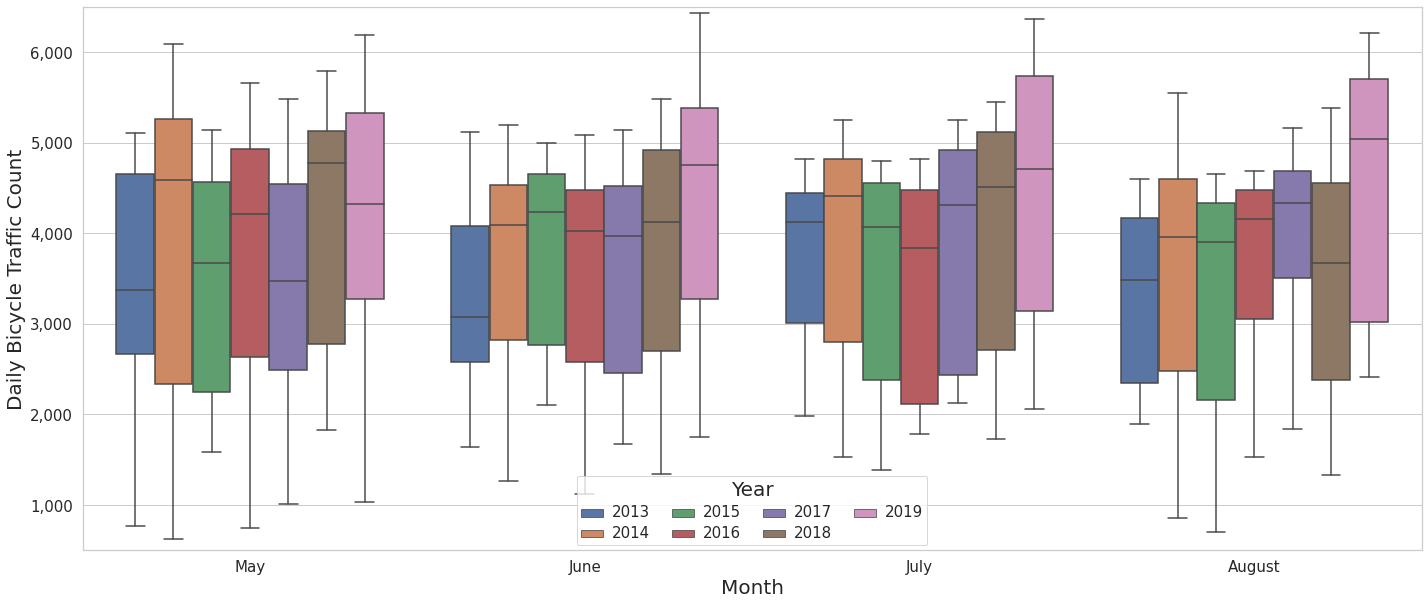 Daily Bicycle Traffic Count
6,000
5,000
4,000
3,000
2,000
1,000
Year
2013 2015 2017 2019
2014 2016 2018
May June July August
Month